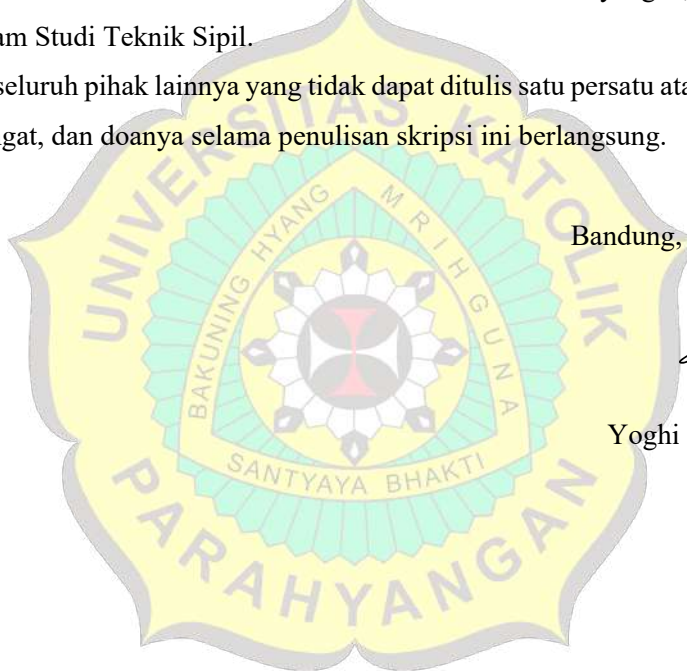 am Studi Teknik Sipil.
seluruh pihak lainnya yang tidak dapat ditulis satu persatu
gat, dan doanya selama penulisan skripsi ini berlangsung.
Bandung,
Yoghi
UNIVERSITAS KATOLIK
PARAHYANGAN
BAKUNING HYANG MRIHGUNA
SANTYAYA BHAKTI